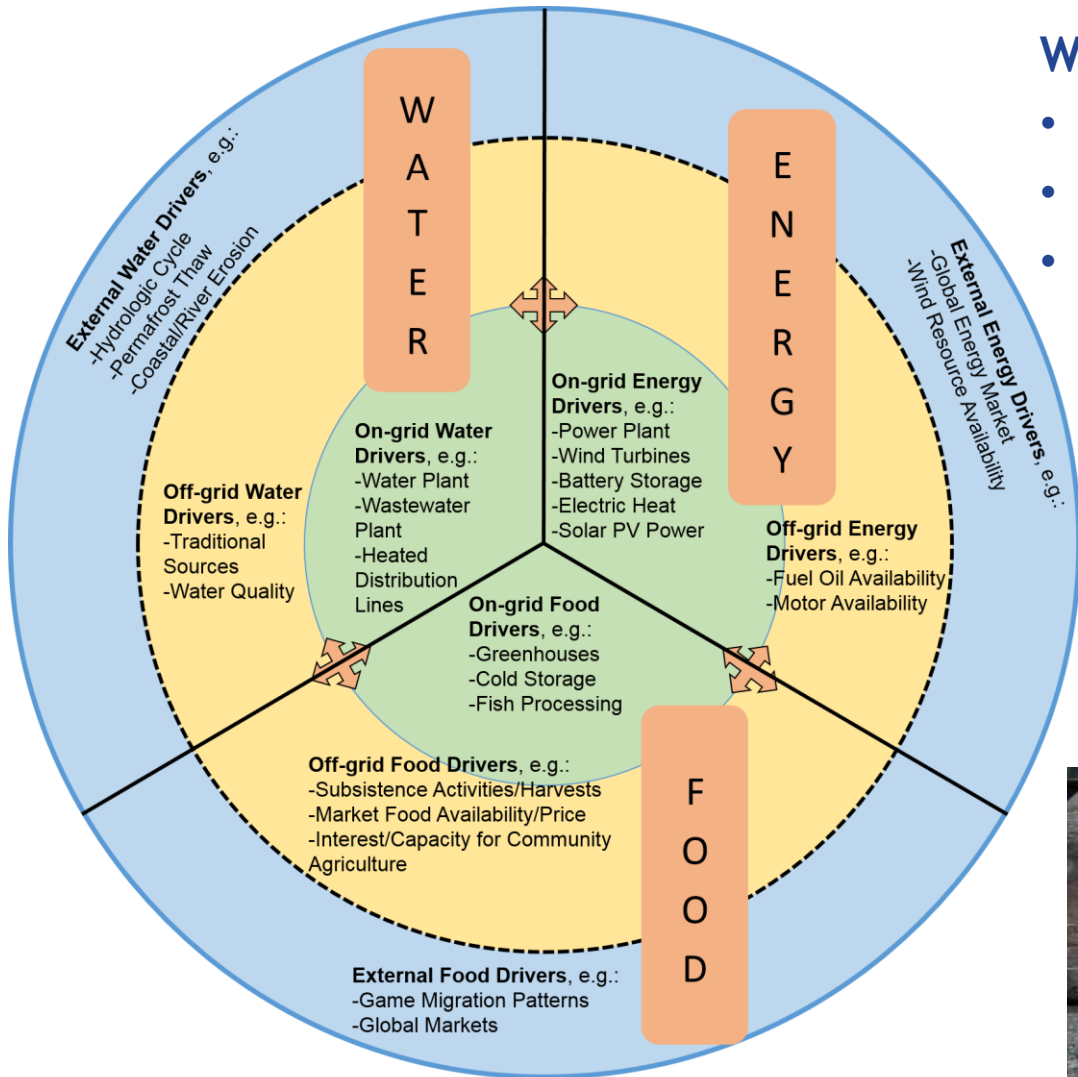 W
•
•
•
WATER
ENERGY
External Water Drivers, e.g.:
-Hydrologic Cycle
-Permafrost Thaw
-Coastal/River Erosion
External Energy Drivers, e.g.:
-Global Energy Market
-Wind Resource Availability
On-grid Energy
Drivers, e.g.:
-Power Plant
-Wind Turbines
-Battery Storage
-Electric Heat
-Solar PV Power
On-grid Water
Drivers, e.g.:
-Water Plant
-Wastewater
Plant
-Heated
Distribution
Lines
Off-grid Water
Drivers, e.g.:
-Traditional
Sources
-Water Quality
Off-grid Energy
Drivers, e.g.:
-Fuel Oil Availability
-Motor Availability
On-grid Food
Drivers, e.g.:
-Greenhouses
-Cold Storage
-Fish Processing
FOOD
Off-grid Food Drivers, e.g.:
-Subsistence Activities/Harvests
-Market Food Availability/Price
-Interest/Capacity for Community
Agriculture
External Food Drivers, e.g.:
-Game Migration Patterns
-Global Markets